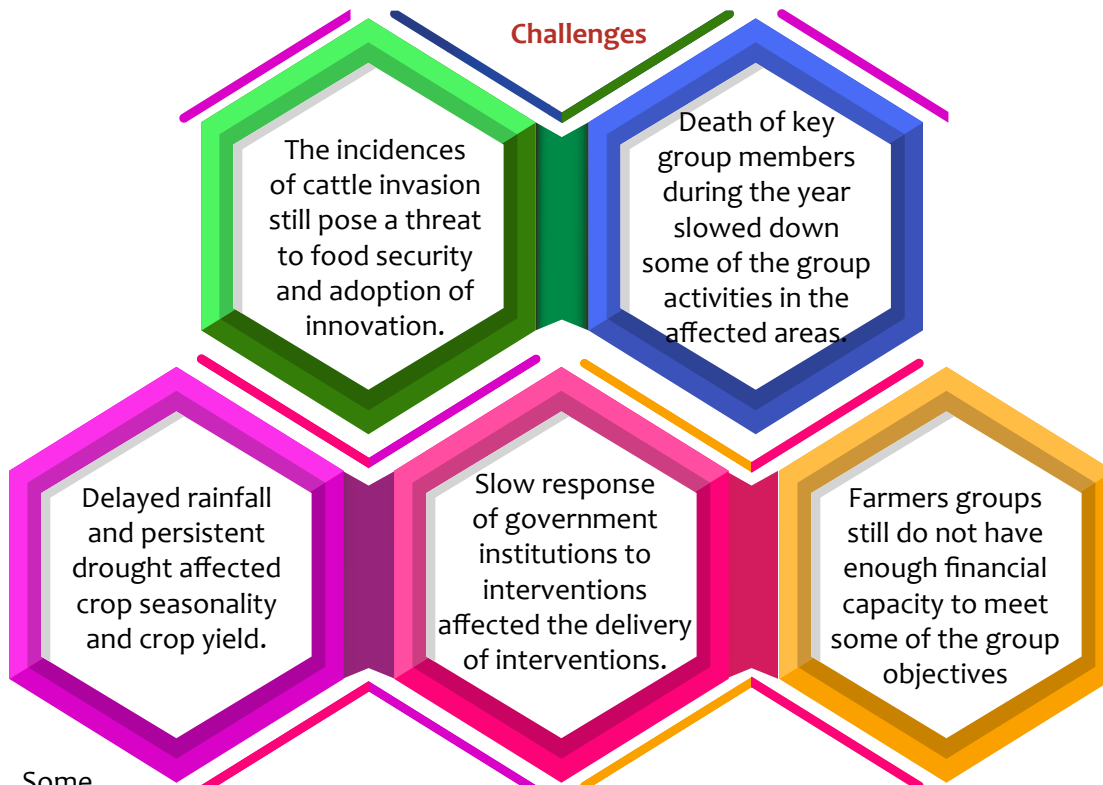 Challenges
The incidences
of cattle invasion
still pose a threat
to food security
and adoption of
innovation.
Death of key
group members
during the year
slowed down
some of the group
activities in the
affected areas.
Delayed rainfall
and persistent
drought affected
crop seasonality
and crop yield.
Slow response
of government
institutions to
interventions
affected the delivery
of interventions.
Farmers groups
still do not have
enough financial
capacity to meet
some of the group
objectives
Some